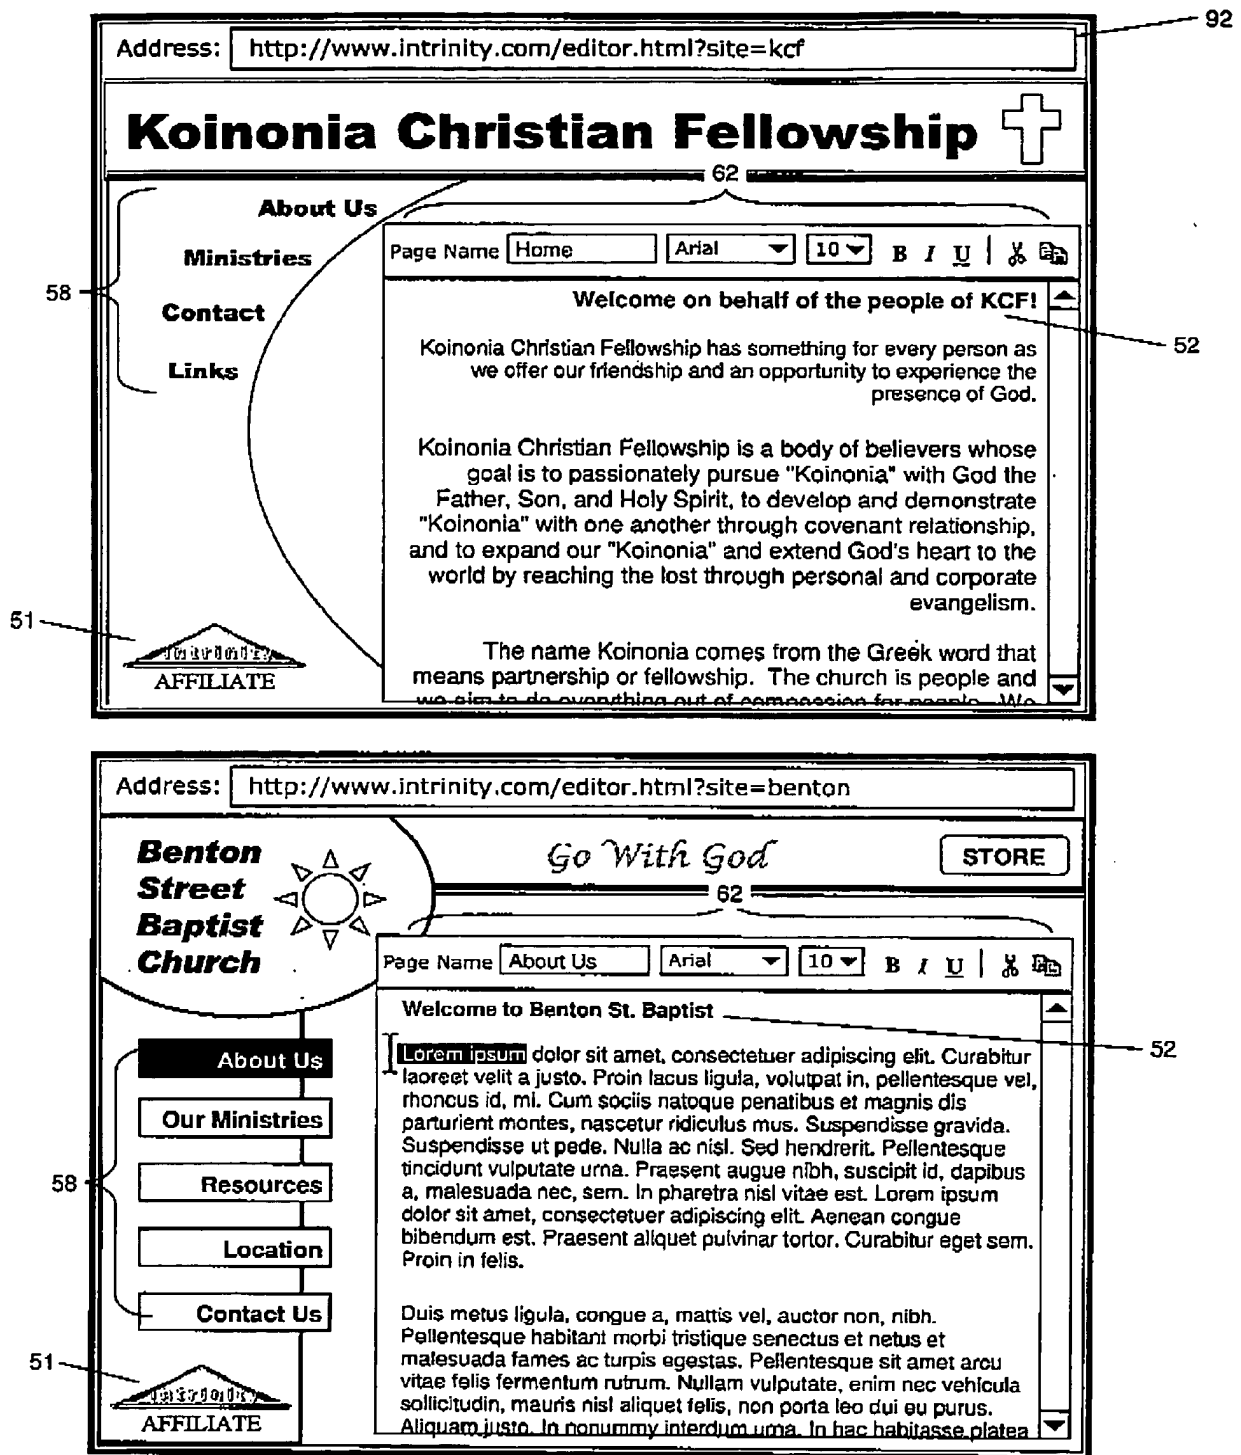 92
Address: http://www.intrinity.com/editor.html?site=kcf
Koinonia Christian Fellowship
62
About Us
Ministries
58
Contact
Links
Page Name Home Arial 10 B I U
Welcome on behalf of the people of KCF!
52
Koinonia Christian Fellowship has something for every person as
we offer our friendship and an opportunity to experience the
presence of God.
Koinonia Christian Fellowship is a body of believers whose
goal is to passionately pursue "Koinonia" with God the
Father, Son, and Holy Spirit, to develop and demonstrate
"Koinonia" with one another through covenant relationship,
and to expand our "Koinonia" and extend God's heart to the
world by reaching the lost through personal and corporate
evangelism.
The name Koinonia comes from the Greek word that
means partnership or fellowship. The church is people and
we aim to do everything out of compassion for people. We
51
Intrinity
AFFILIATE
Address: http://www.intrinity.com/editor.html?site=benton
Benton
Street
Baptist
Church
Go With God
STORE
62
Page Name About Us Arial 10 B I U
Welcome to Benton St. Baptist
52
Lorem ipsum dolor sit amet, consectetuer adipiscing elit. Curabitur
laoreet velit a justo. Proin lacus ligula, volutpat in, pellentesque vel,
rhoncus id, mi. Cum sociis natoque penatibus et magnis dis
parturient montes, nascetur ridiculus mus. Suspendisse gravida.
Suspendisse ut pede. Nulla ac nisl. Sed hendrerit. Pellentesque
tincidunt vulputate urna. Praesent augue nibh, suscipit id, dapibus
a, malesuada nec, sem. In pharetra nisl vitae est. Lorem ipsum
dolor sit amet, consectetuer adipiscing elit. Aenean congue
bibendum est. Praesent aliquet pulvinar tortor. Curabitur eget sem.
Proin in felis.
Duis metus ligula, congue a, mattis vel, auctor non, nibh.
Pellentesque habitant morbi tristique senectus et netus et
malesuada fames ac turpis egestas. Pellentesque sit amet arcu
vitae felis fermentum rutrum. Nullam vulputate, enim nec vehicula
sollicitudin, mauris nisl aliquet felis, non porta leo dui eu purus.
Aliquam justo. In nonummy interdum urna. In hac habitasse platea
About Us
Our Ministries
58
Resources
Location
Contact Us
51
Intrinity
AFFILIATE